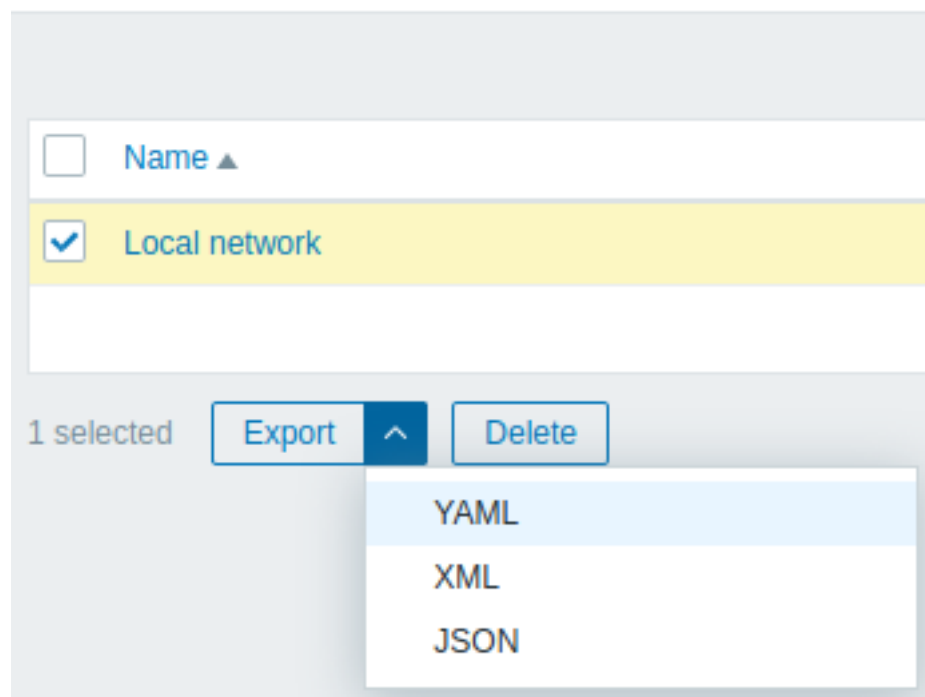 Name
Local network
1 selected Export Delete
YAML
XML
JSON